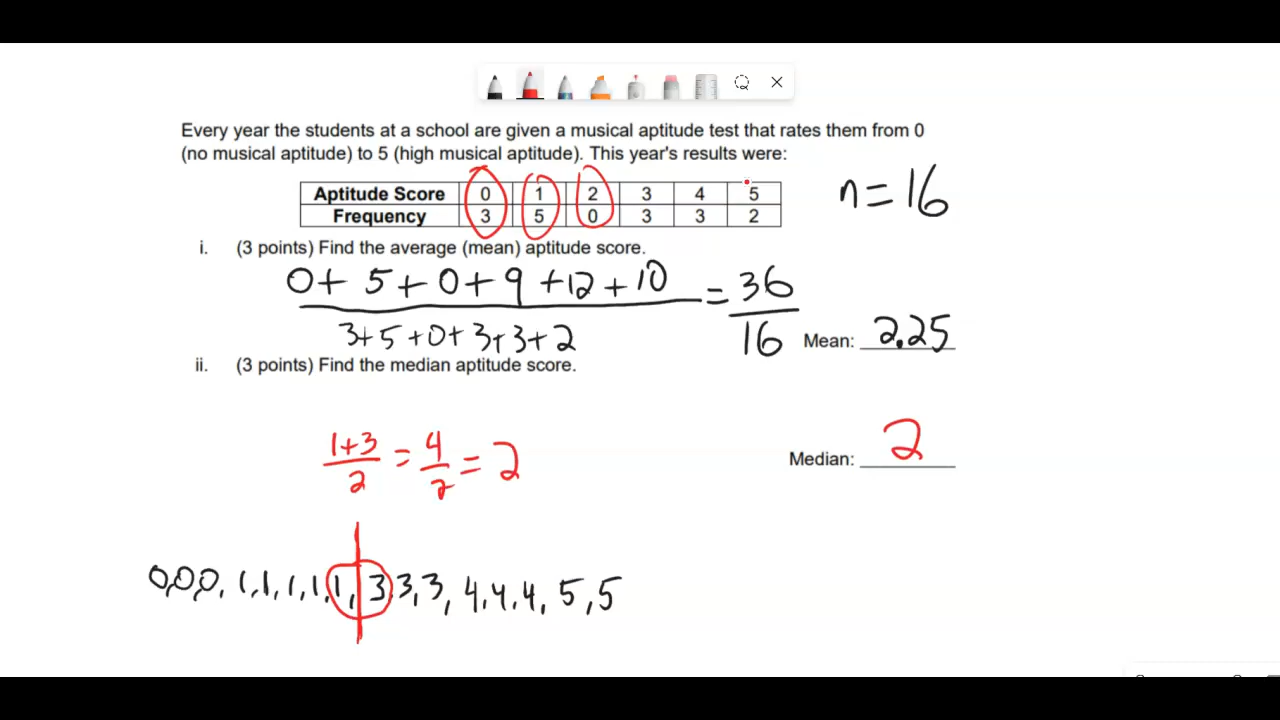 Every year the students at a school are given a musical aptitude test that rates them from 0
(no musical aptitude) to 5 (high musical aptitude). This year's results were:
n=16
Aptitude Score 0 1 2 3 4 5
Frequency 3 5 0 3 3 2
i. (3 points) Find the average (mean) aptitude score.
0+ 5+ 0+ 9 +12 +10
3+5+0+3+3+2
= 36
16
Mean: 2.25
ii. (3 points) Find the median aptitude score.
1+3
2
= 4
2
= 2
Median: 2
0,0,0, 1,1,1,1,1, 3,3,3, 4,4,4, 5,5